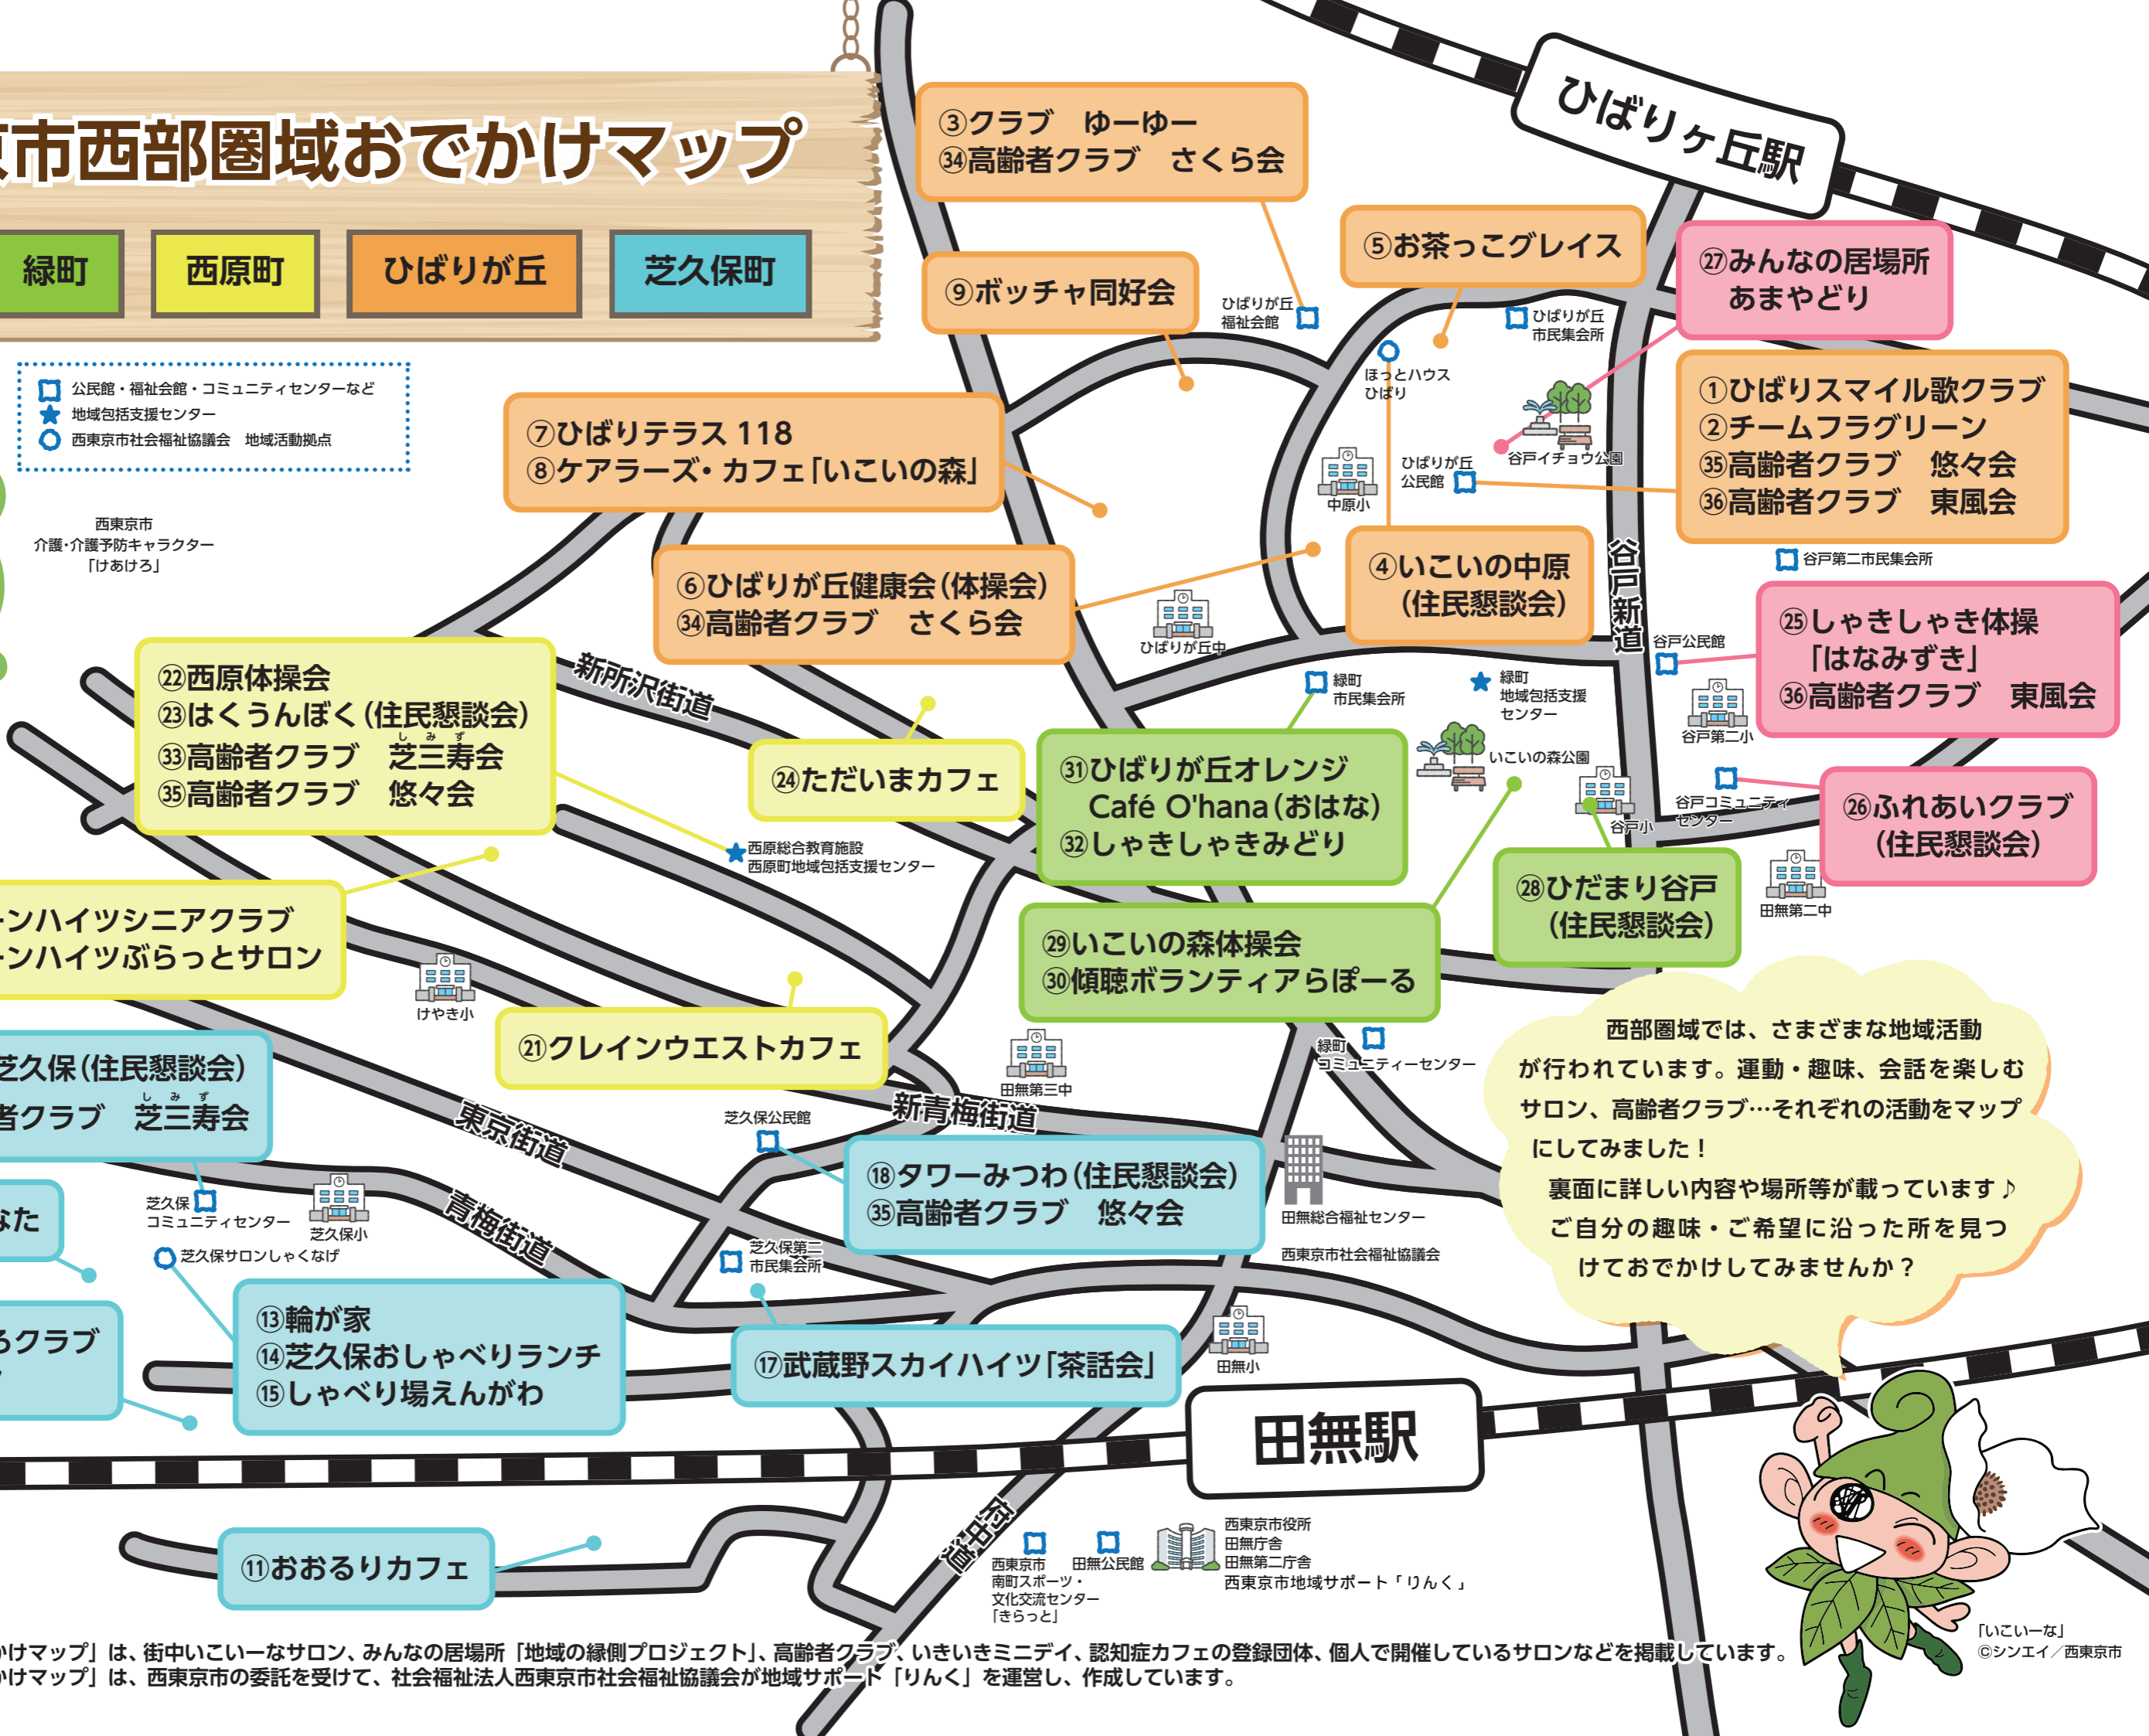 市西部圏域おでかけマップ
緑町
西原町
ひばりが丘
芝久保町
公民館・福祉会館・コミュニティセンターなど
地域包括支援センター
西東京市社会福祉協議会　地域活動拠点
西東京市
介護・介護予防キャラクター
「けあけろ」
ひばりヶ丘駅
③クラブ　ゆーゆー
㉞高齢者クラブ　さくら会
⑤お茶っこグレイス
㉗みんなの居場所
あまやどり
⑨ボッチャ同好会
ひばりが丘
福祉会館
ひばりが丘
市民集会所
ほっとハウス
ひばり
①ひばりスマイル歌クラブ
②チームフラグリーン
㉟高齢者クラブ　悠々会
㊱高齢者クラブ　東風会
⑦ひばりテラス 118
⑧ケアラーズ・カフェ「いこいの森」
谷戸イチョウ公園
ひばりが丘
公民館
中原小
④いこいの中原
（住民懇談会）
谷戸新道
谷戸第二市民集会所
⑥ひばりが丘健康会（体操会）
㉞高齢者クラブ　さくら会
ひばりが丘中
㉕しゃきしゃき体操
「はなみずき」
㊱高齢者クラブ　東風会
谷戸公民館
谷戸第二小
㉒西原体操会
㉓はくうんぼく（住民懇談会）
しみず
㉝高齢者クラブ　芝三寿会
㉟高齢者クラブ　悠々会
新所沢街道
緑町
市民集会所
緑町
地域包括支援
センター
㉔ただいまカフェ
㉛ひばりが丘オレンジ
Café O'hana（おはな）
㉜しゃきしゃきみどり
いこいの森公園
谷戸小
谷戸コミュニティ
センター
㉖ふれあいクラブ
（住民懇談会）
西原総合教育施設
西原町地域包括支援センター
㉘ひだまり谷戸
（住民懇談会）
田無第二中
ーンハイツシニアクラブ
ーンハイツぶらっとサロン
㉙いこいの森体操会
㉚傾聴ボランティアらぽーる
けやき小
㉑クレインウエストカフェ
田無第三中
緑町
コミュニティーセンター
西部圏域では、さまざまな地域活動
が行われています。運動・趣味、会話を楽しむ
サロン、高齢者クラブ…それぞれの活動をマップ
にしてみました！
裏面に詳しい内容や場所等が載っています♪
ご自分の趣味・ご希望に沿った所を見つ
けておでかけしてみませんか？
芝久保（住民懇談会）
しみず
者クラブ　芝三寿会
東京街道
新青梅街道
芝久保公民館
⑱タワーみつわ（住民懇談会）
㉟高齢者クラブ　悠々会
田無総合福祉センター
西東京市社会福祉協議会
なた
芝久保
コミュニティセンター
芝久保小
芝久保サロンしゃくなげ
青梅街道
芝久保第二
市民集会所
ろクラブ
⑬輪が家
⑭芝久保おしゃべりランチ
⑮しゃべり場えんがわ
⑰武蔵野スカイハイツ「茶話会」
田無小
田無駅
⑪おおるりカフェ
府中道
西東京市
南町スポーツ・
文化交流センター
「きらっと」
田無公民館
西東京市役所
田無庁舎
田無第二庁舎
西東京市地域サポート「りんく」
「いこいーな」
©シンエイ／西東京市
かけマップ」は、街中いこいーなサロン、みんなの居場所「地域の縁側プロジェクト」、高齢者クラブ、いきいきミニデイ、認知症カフェの登録団体、個人で開催しているサロンなどを掲載しています。
かけマップ」は、西東京市の委託を受けて、社会福祉法人西東京市社会福祉協議会が地域サポート「りんく」を運営し、作成しています。